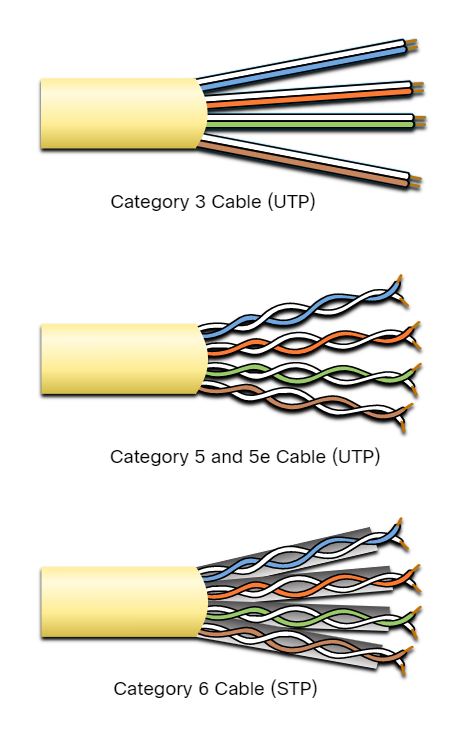 Category 3 Cable (UTP)
Category 5 and 5e Cable (UTP)
Category 6 Cable (STP)